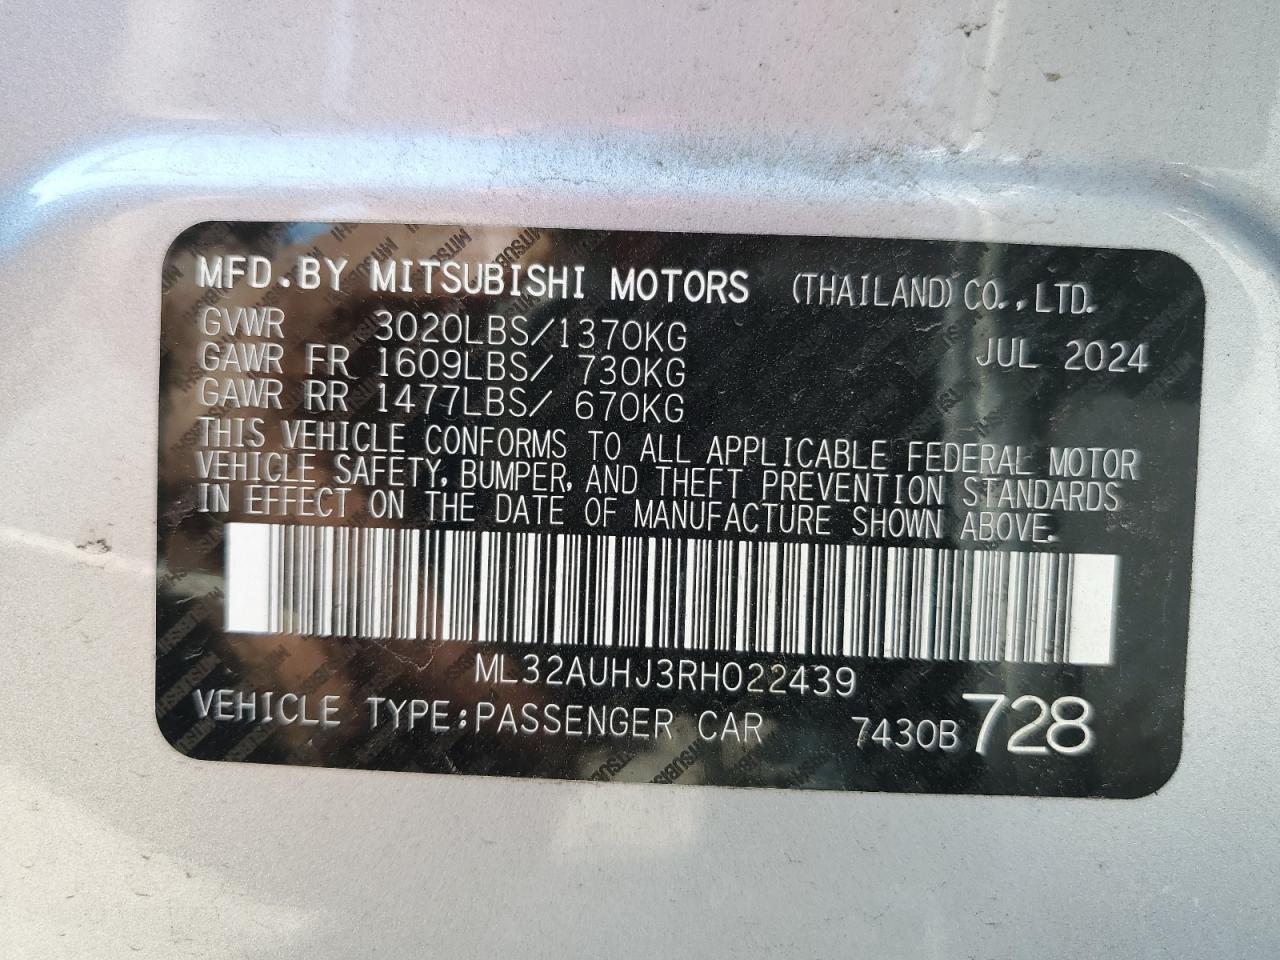 MFD.BY MITSUBISHI MOTORS (THAILAND) CO.,LTD.
GVWR 3020LBS/1370KG
JUL 2024
GAWR FR 1609LBS/ 730KG
GAWR RR 1477LBS/ 670KG
THIS VEHICLE CONFORMS TO ALL APPLICABLE FEDERAL MOTOR
VEHICLE SAFETY, BUMPER, AND THEFT PREVENTION STANDARDS
IN EFFECT ON THE DATE OF MANUFACTURE SHOWN ABOVE.
ML32AUHJ3RH022439
VEHICLE TYPE:PASSENGER CAR 7430B 728